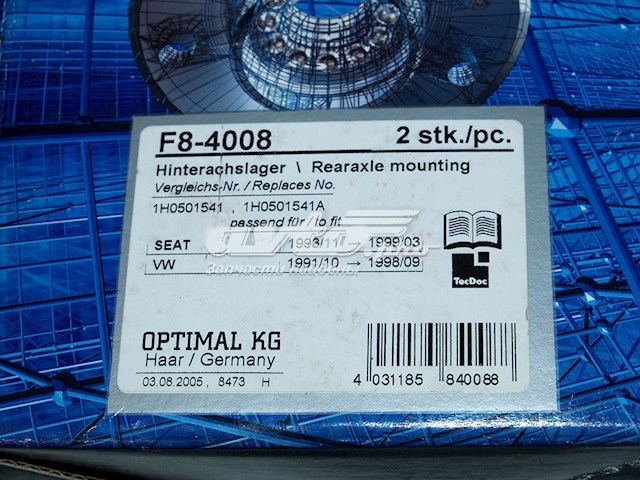 F8-4008 2 stk./pc.
Hinterachslager \ Rearaxle mounting
Vergleichs-Nr. / Replaces No.
1H0501541 , 1H0501541A
passend für / to fit
SEAT 1993/11 1999/03
VW 1991/10 → 1998/09
TecDoc
OPTIMAL KG
Haar / Germany
03.08.2005 , 8473 H
4 031185 840088